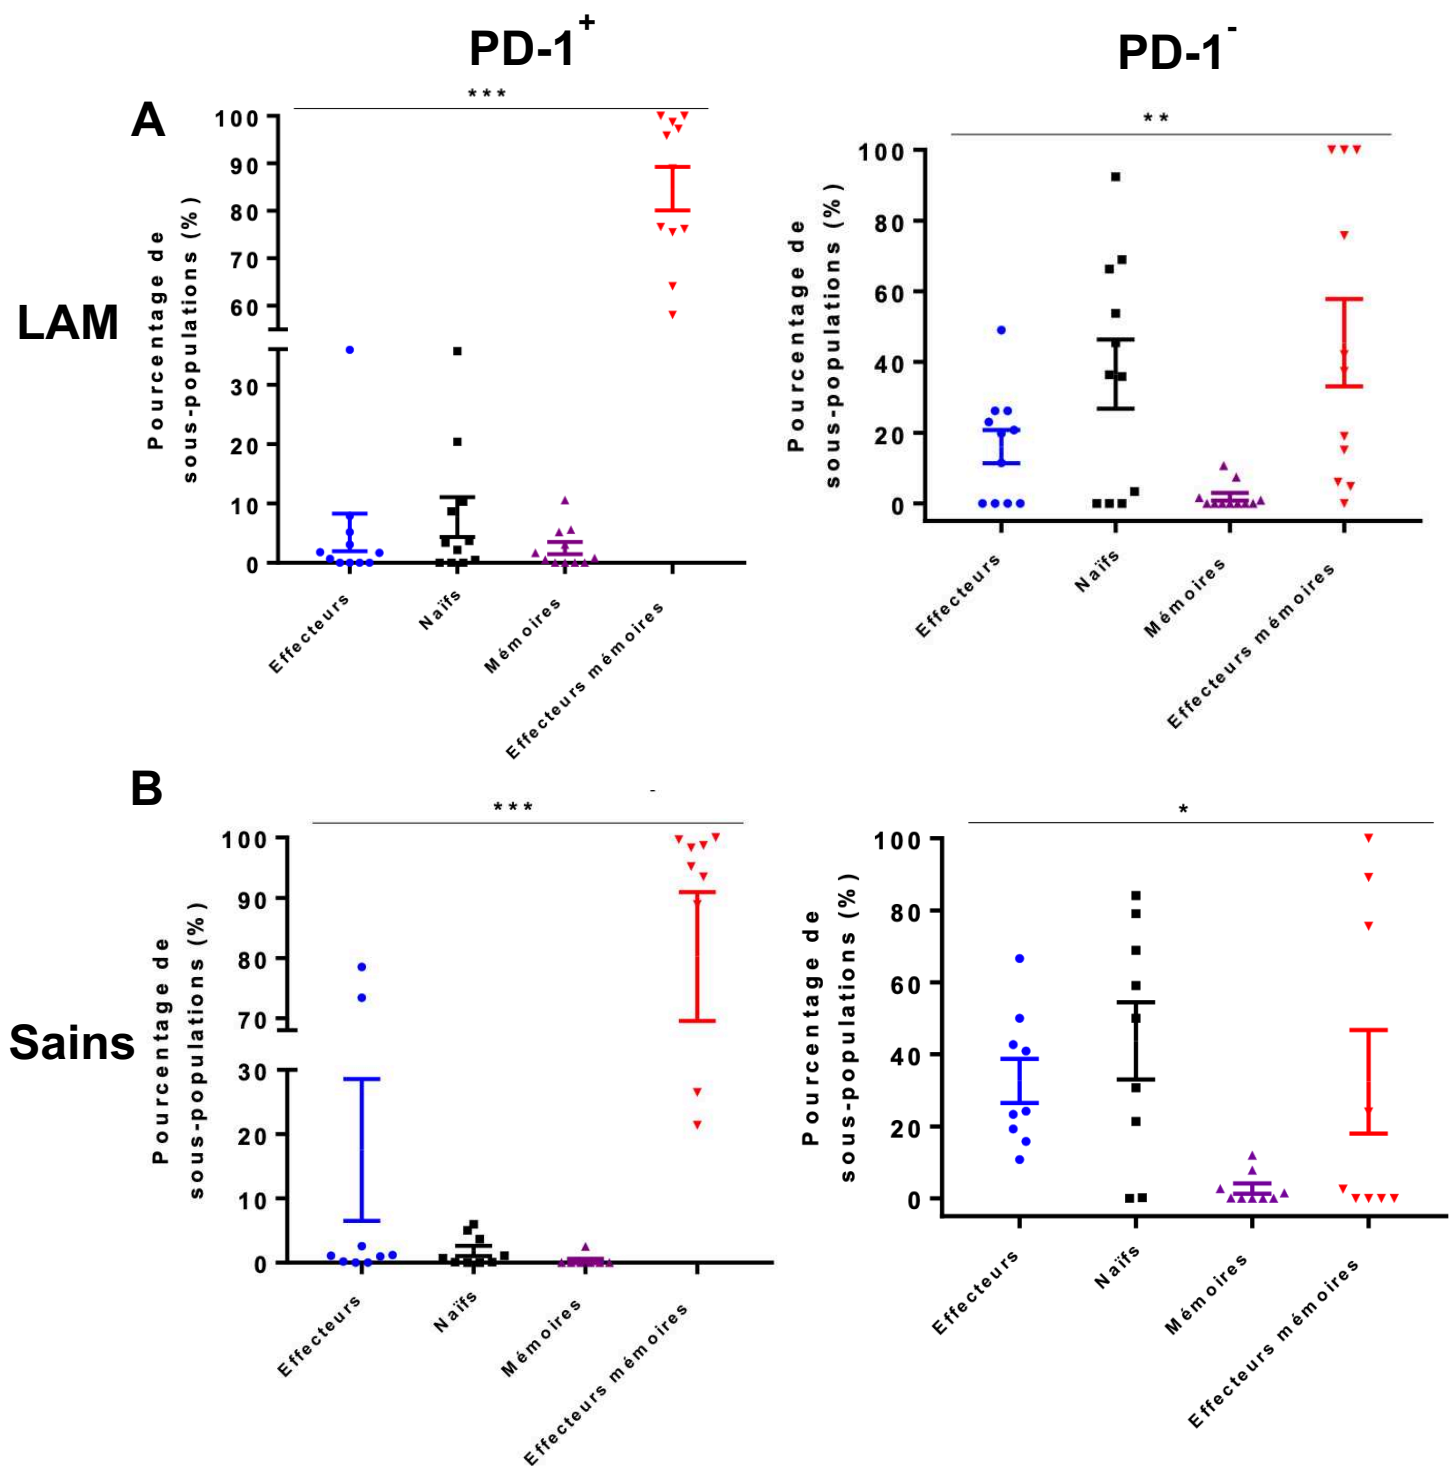 PD-1+
PD-1-
A
LAM
***
Pourcentage de
sous-populations (%)
100
90
80
70
60
30
20
10
0
Effecteurs
Naïfs
Mémoires
Effecteurs mémoires
**
Pourcentage de
sous-populations (%)
100
80
60
40
20
0
Effecteurs
Naïfs
Mémoires
Effecteurs mémoires
B
Sains
***
-
Pourcentage de
sous-populations (%)
100
90
80
70
30
20
10
0
Effecteurs
Naïfs
Mémoires
Effecteurs mémoires
*
Pourcentage de
sous-populations (%)
100
80
60
40
20
0
Effecteurs
Naïfs
Mémoires
Effecteurs mémoires